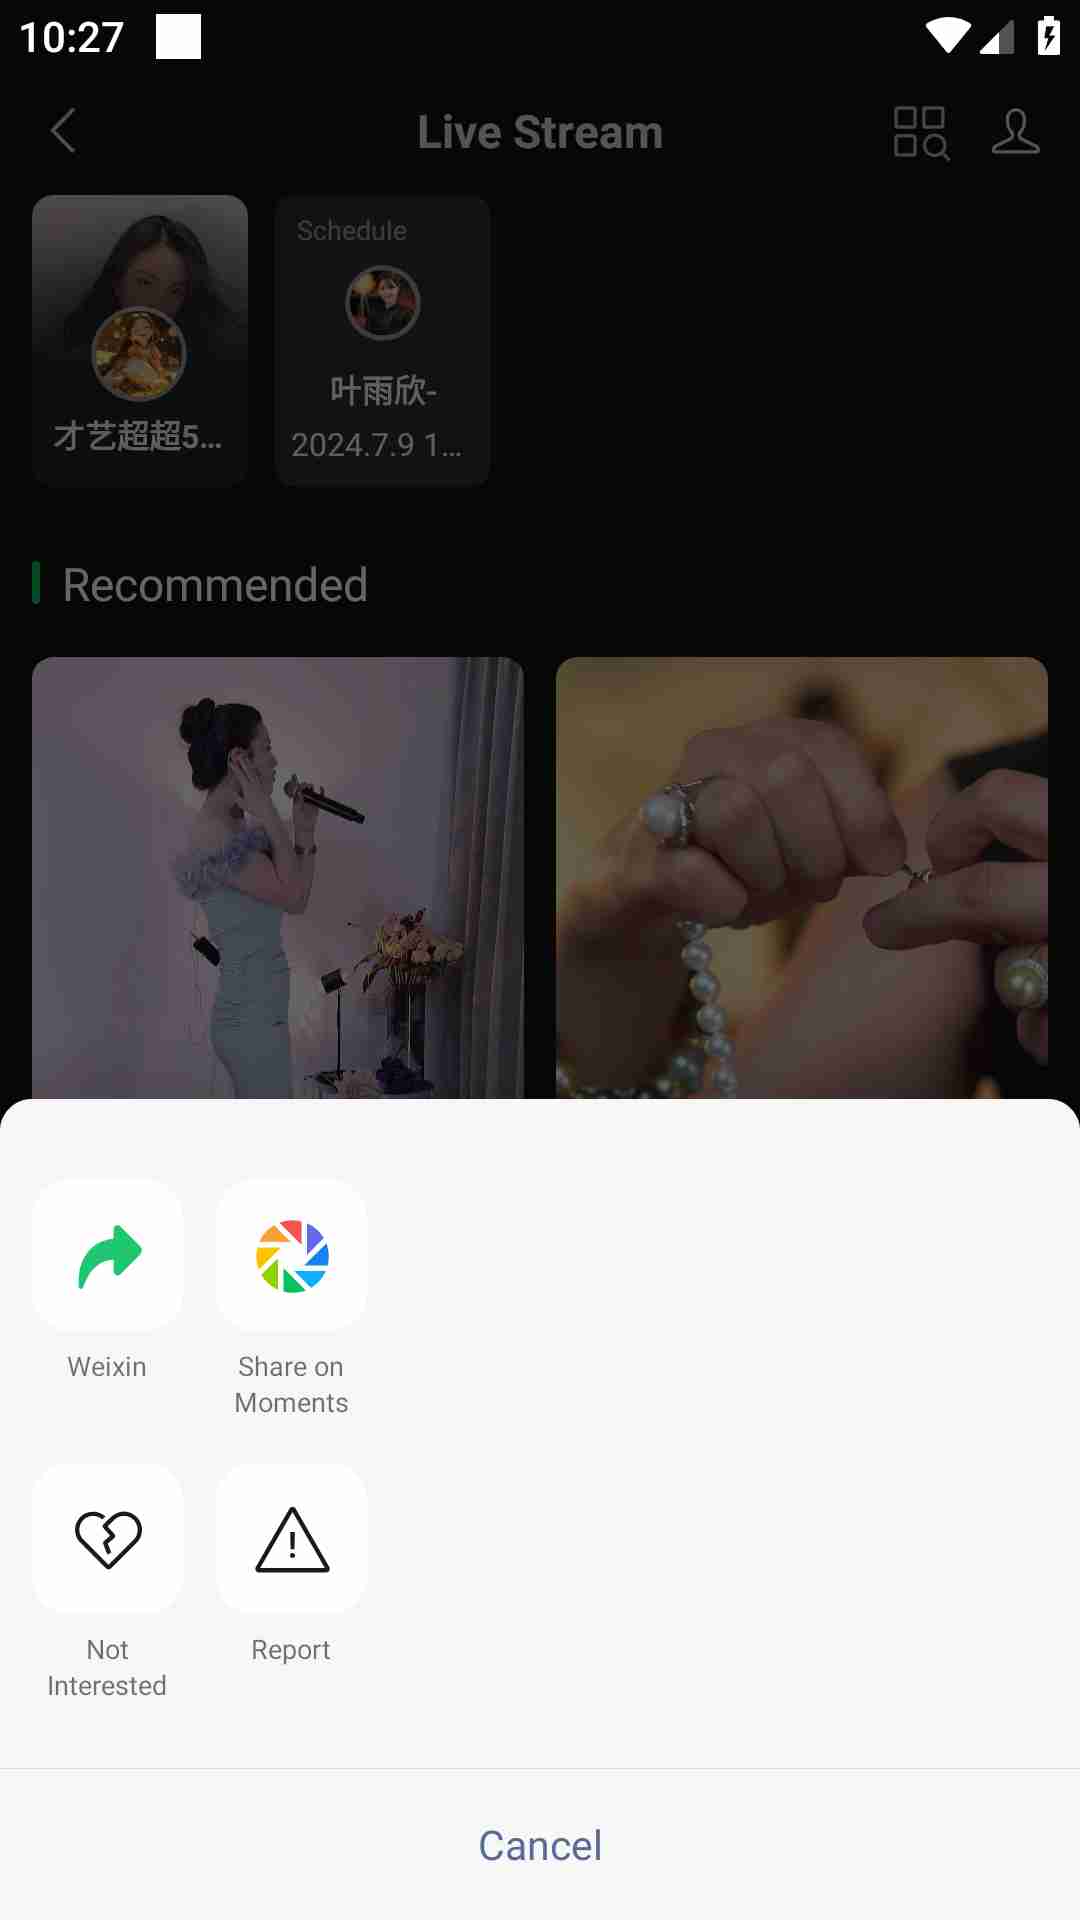 10:27
Live Stream
Schedule
才艺超超5...
叶雨欣-
2024.7.9 1...
Recommended
Weixin
Share on
Moments
Not
Interested
Report
Cancel